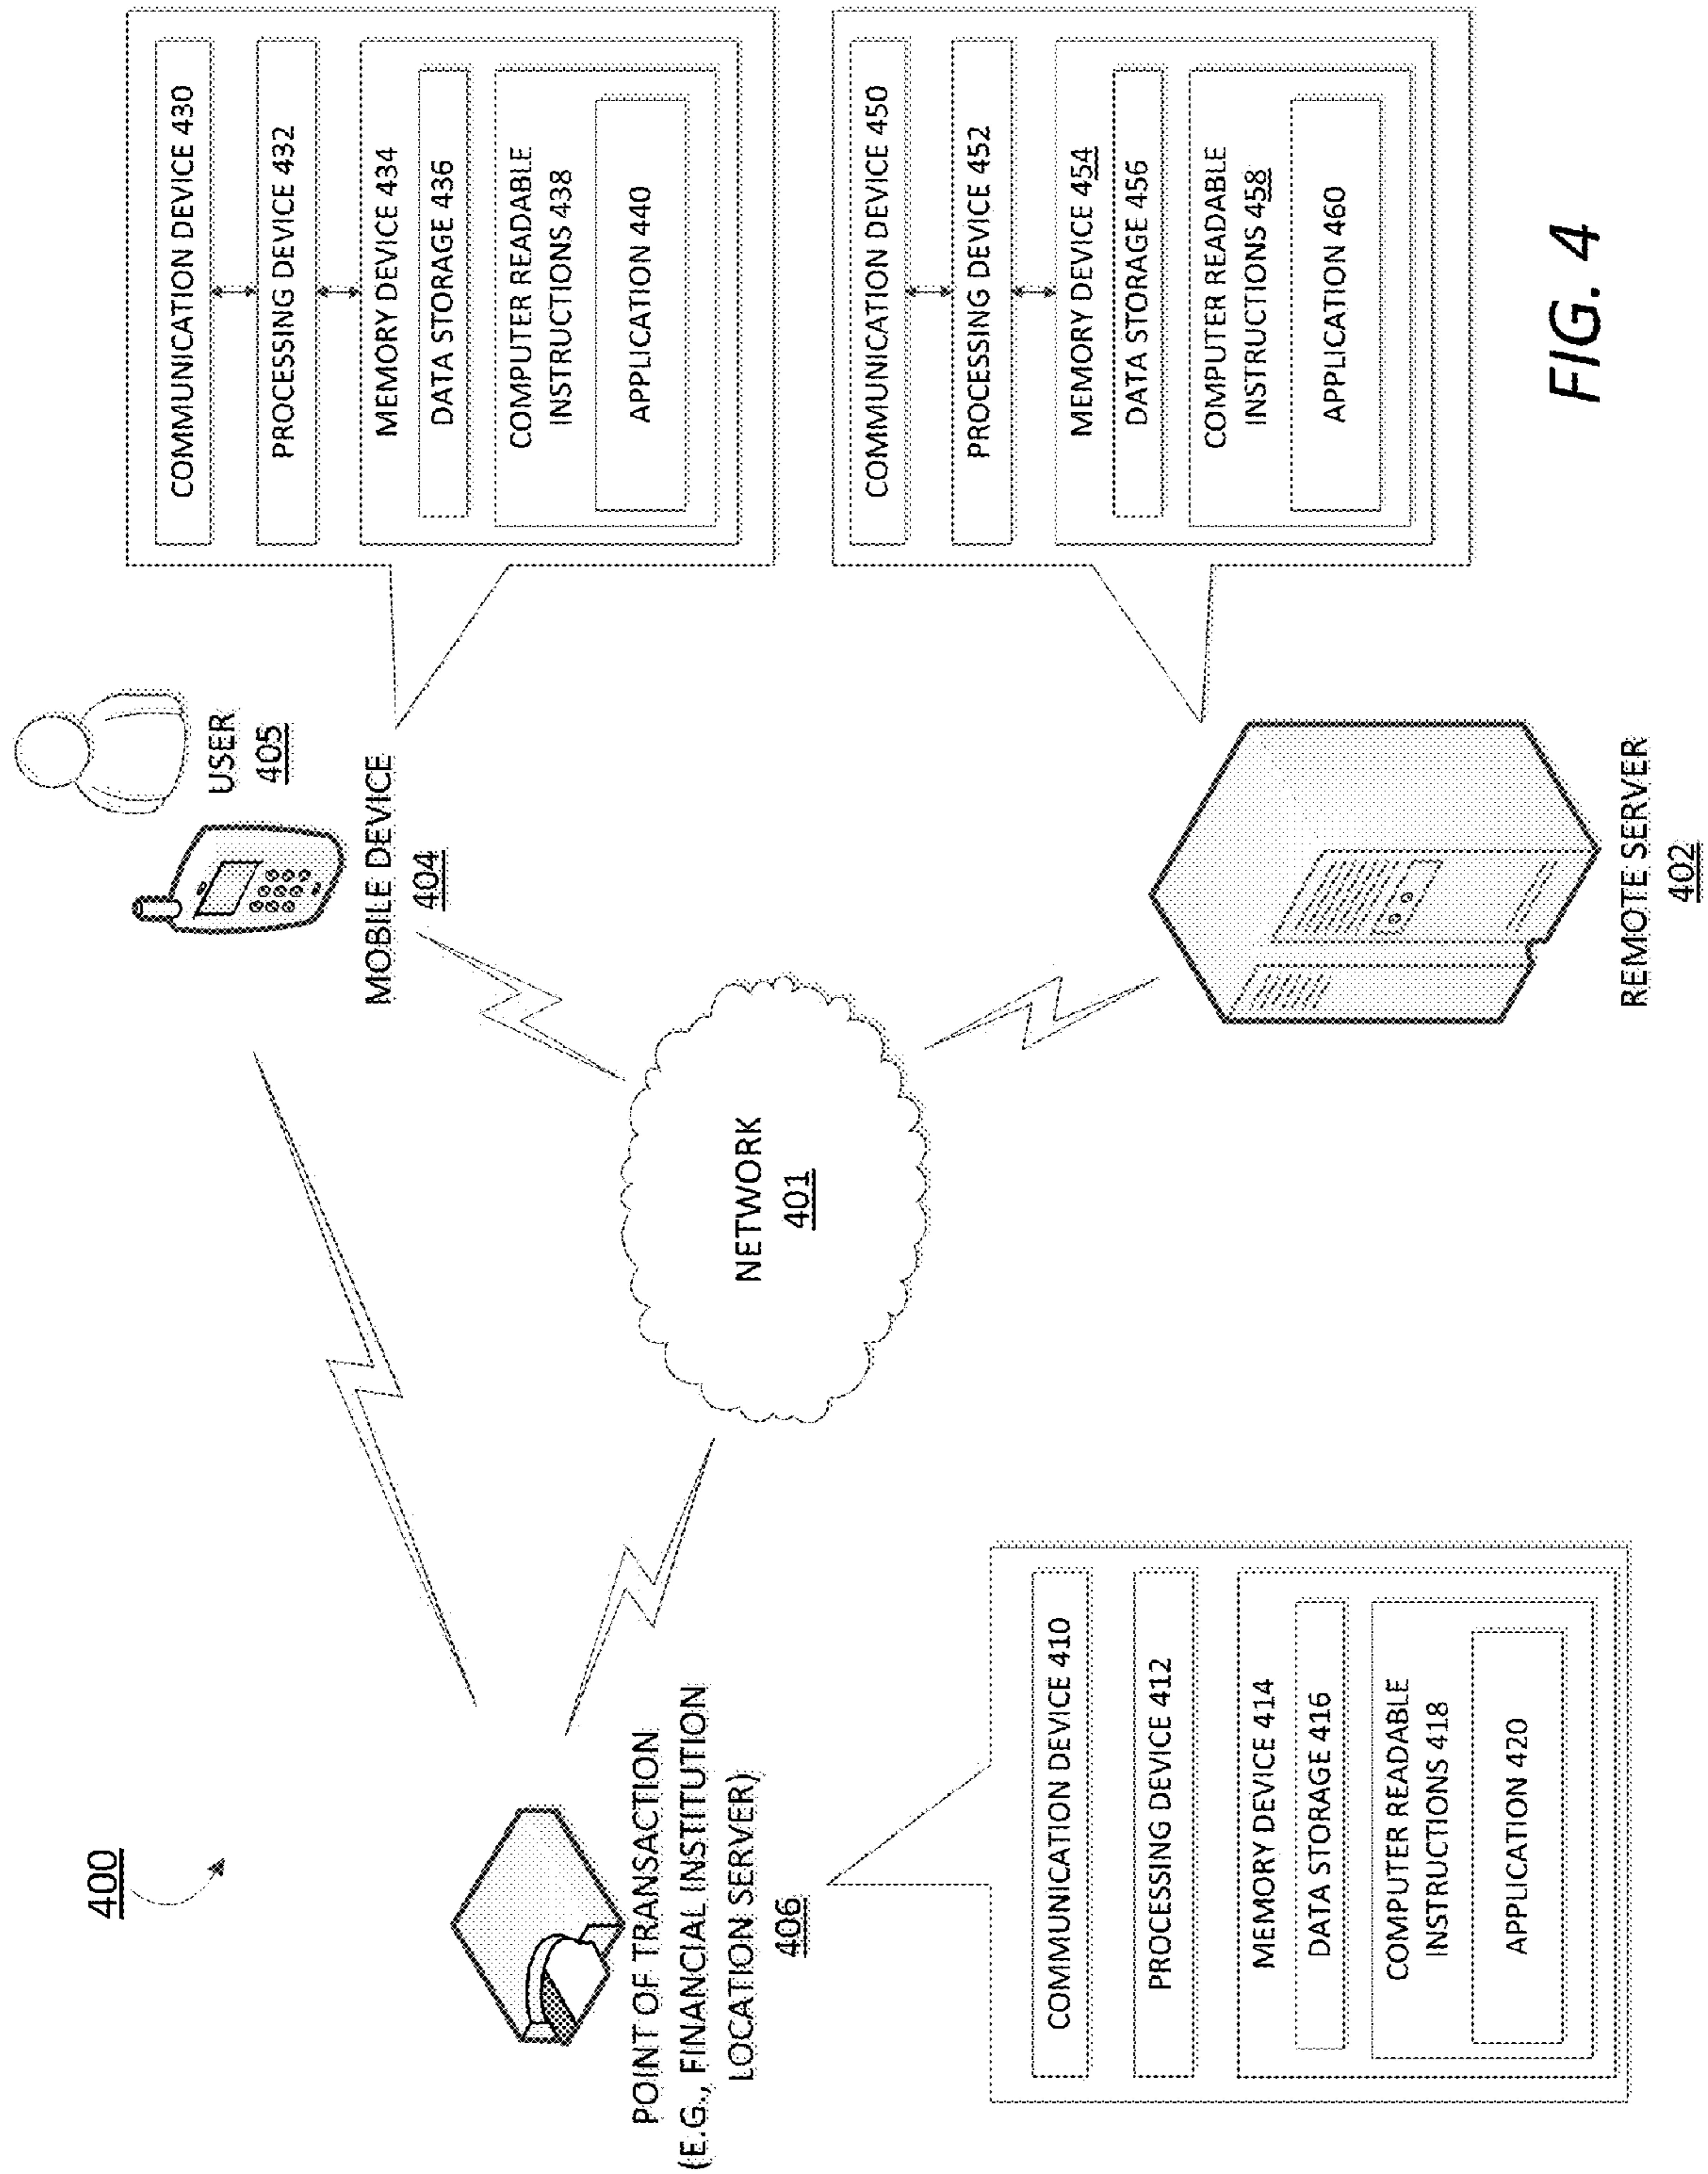 400
USER
405
MOBILE DEVICE
404
COMMUNICATION DEVICE 430
PROCESSING DEVICE 432
MEMORY DEVICE 434
DATA STORAGE 436
COMPUTER READABLE
INSTRUCTIONS 438
APPLICATION 440
POINT OF TRANSACTION
(E.G., FINANCIAL INSTITUTION
LOCATION SERVER)
406
NETWORK
401
COMMUNICATION DEVICE 450
PROCESSING DEVICE 452
MEMORY DEVICE 454
DATA STORAGE 456
COMPUTER READABLE
INSTRUCTIONS 458
APPLICATION 460
COMMUNICATION DEVICE 410
PROCESSING DEVICE 412
MEMORY DEVICE 414
DATA STORAGE 416
COMPUTER READABLE
INSTRUCTIONS 418
APPLICATION 420
REMOTE SERVER
402
FIG. 4